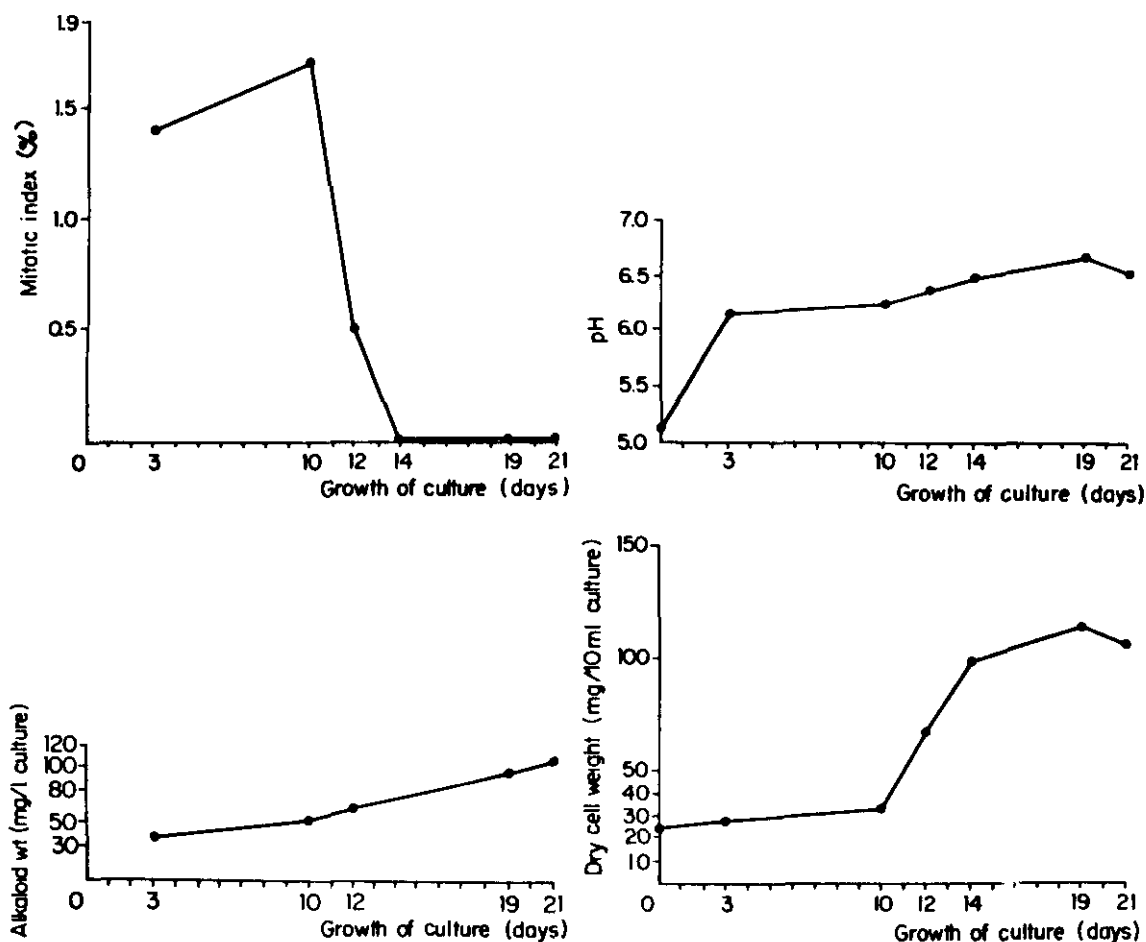 Mitotic index (%)
1.9
1.5
1.0
0.5
0 3 10 12 14 19 21
Growth of culture (days)
pH
7.0
6.5
6.0
5.5
5.0
0 3 10 12 14 19 21
Growth of culture (days)
Alkaloid wt (mg/l culture)
120
100
80
50
30
0 3 10 12 14 19 21
Growth of culture (days)
Dry cell weight (mg/10ml culture)
150
100
50
40
30
20
10
0 3 10 12 14 19 21
Growth of culture (days)